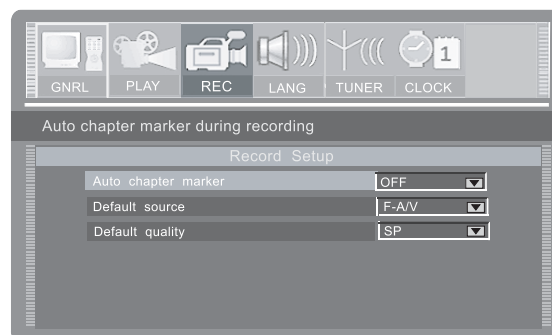 1
GNRL PLAY REC LANG TUNER CLOCK
Auto chapter marker during recording
Record Setup
Auto chapter marker OFF
Default source F-A/V
Default quality SP